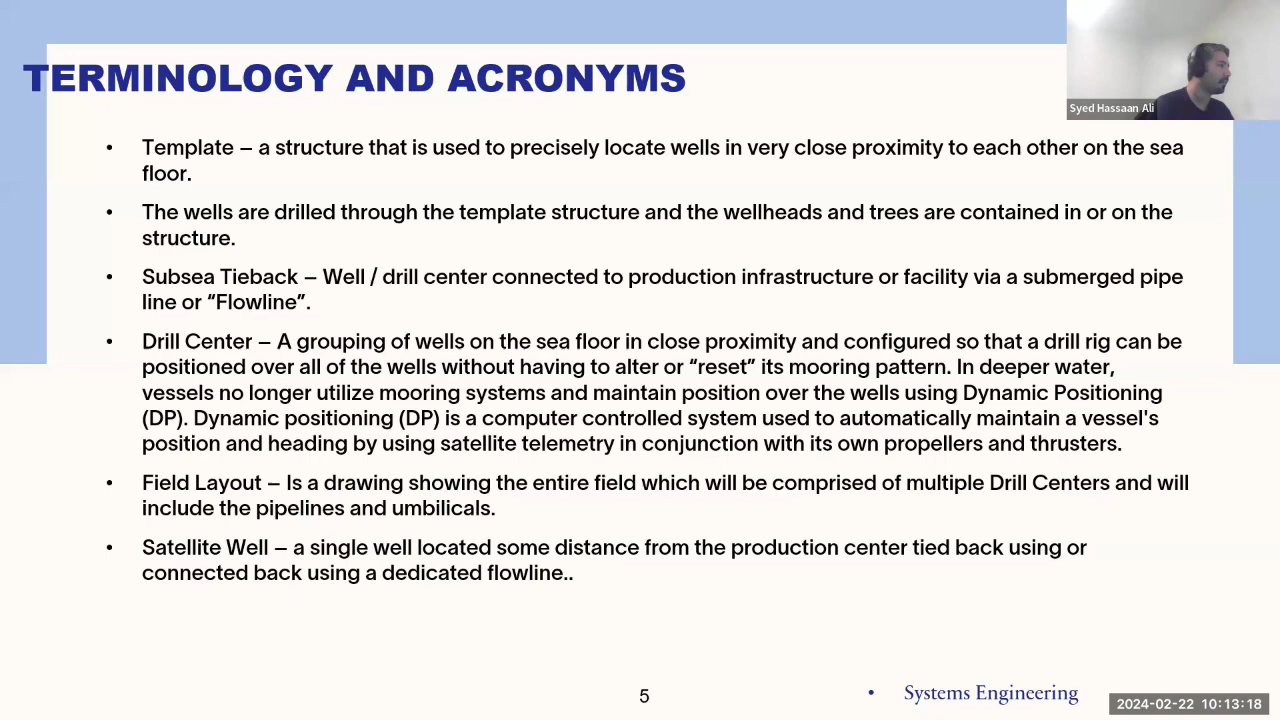 TERMINOLOGY AND ACRONYMS
Syed Hassaan Ali
• Template – a structure that is used to precisely locate wells in very close proximity to each other on the sea
floor.
• The wells are drilled through the template structure and the wellheads and trees are contained in or on the
structure.
• Subsea Tieback – Well / drill center connected to production infrastructure or facility via a submerged pipe
line or “Flowline”.
• Drill Center – A grouping of wells on the sea floor in close proximity and configured so that a drill rig can be
positioned over all of the wells without having to alter or “reset” its mooring pattern. In deeper water,
vessels no longer utilize mooring systems and maintain position over the wells using Dynamic Positioning
(DP). Dynamic positioning (DP) is a computer controlled system used to automatically maintain a vessel's
position and heading by using satellite telemetry in conjunction with its own propellers and thrusters.
• Field Layout – Is a drawing showing the entire field which will be comprised of multiple Drill Centers and will
include the pipelines and umbilicals.
• Satellite Well – a single well located some distance from the production center tied back using or
connected back using a dedicated flowline..
5
• Systems Engineering
2024-02-22 10:13:18